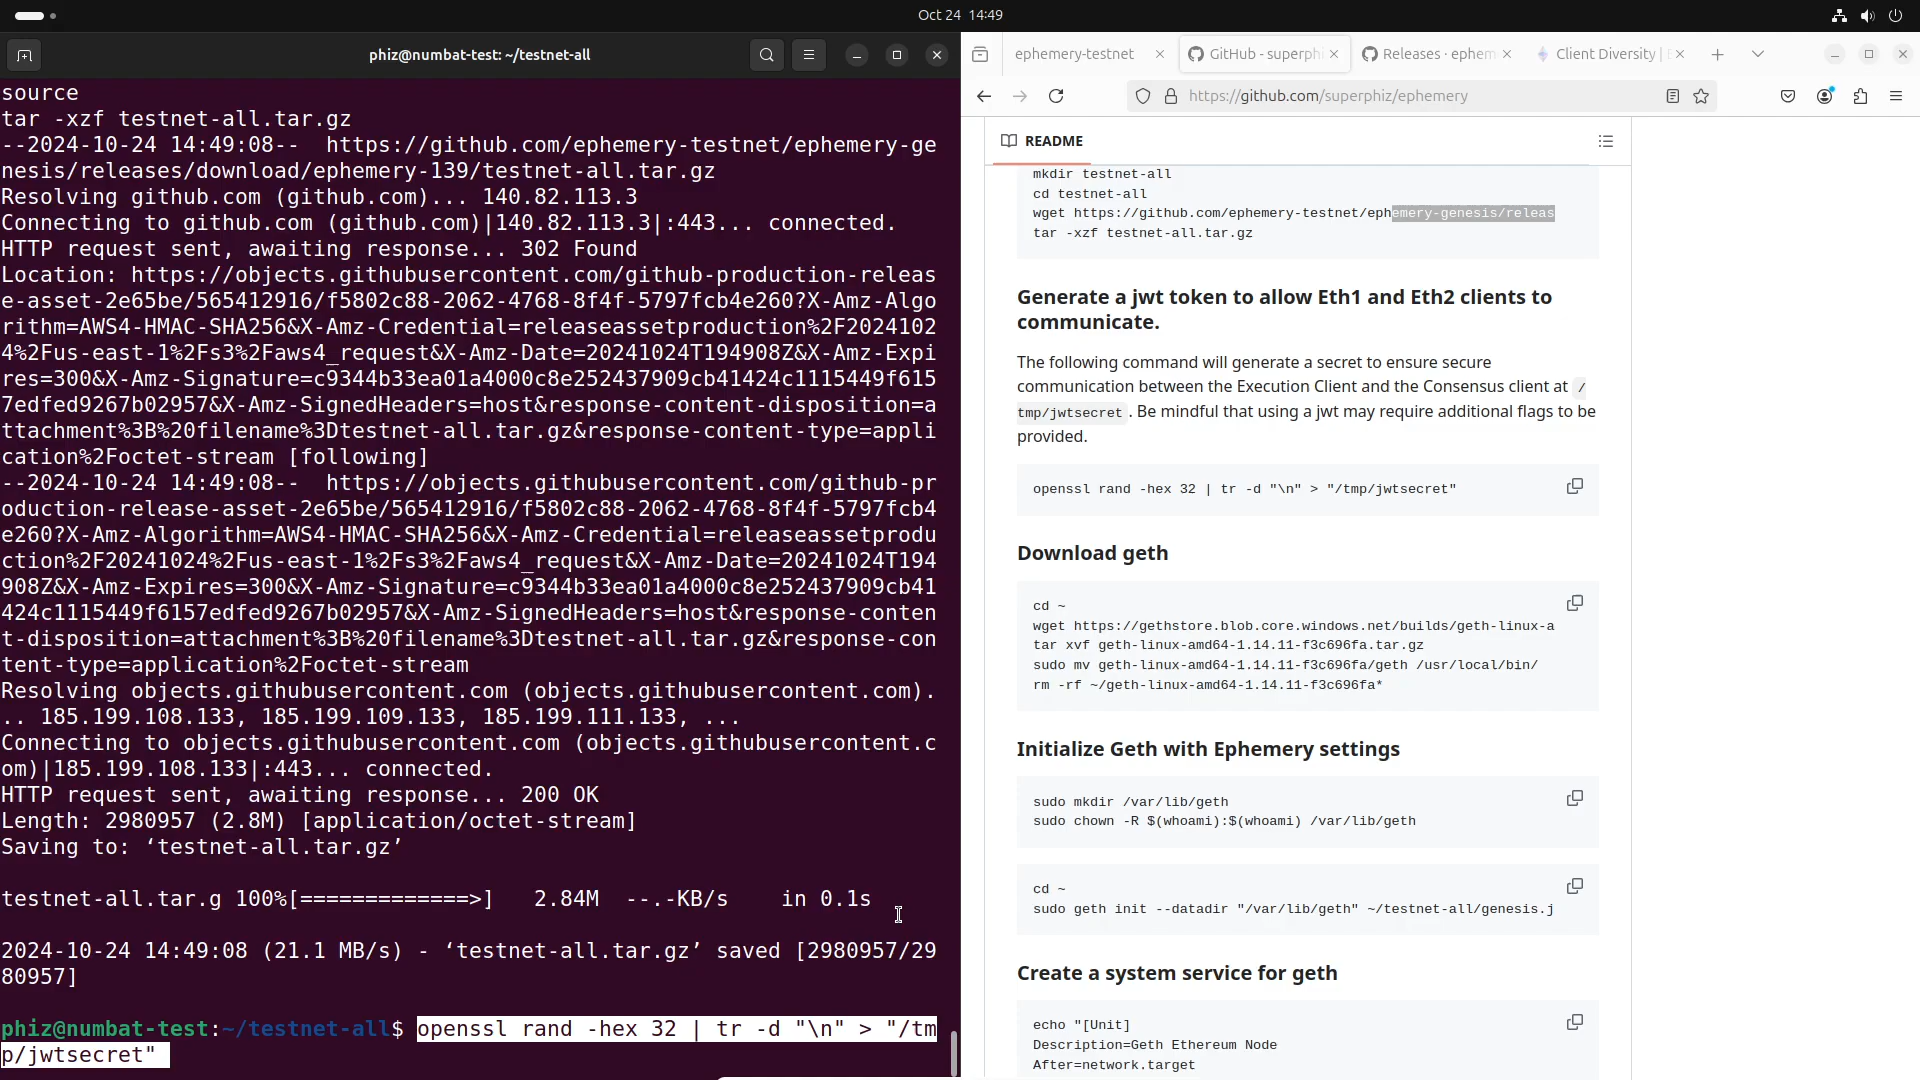 Oct 24 14:49
phiz@numbat-test: ~/testnet-all
source
tar -xzf testnet-all.tar.gz
--2024-10-24 14:49:08--  https://github.com/ephemery-testnet/ephemery-ge
nesis/releases/download/ephemery-139/testnet-all.tar.gz
Resolving github.com (github.com)... 140.82.113.3
Connecting to github.com (github.com)|140.82.113.3|:443... connected.
HTTP request sent, awaiting response... 302 Found
Location: https://objects.githubusercontent.com/github-production-releas
e-asset-2e65be/565412916/f5802c88-2062-4768-8f4f-5797fcb4e260?X-Amz-Algo
rithm=AWS4-HMAC-SHA256&X-Amz-Credential=releaseassetproduction%2F2024102
4%2Fus-east-1%2Fs3%2Faws4_request&X-Amz-Date=20241024T194908Z&X-Amz-Expi
res=300&X-Amz-Signature=c9344b33ea01a4000c8e252437909cb41424c1115449f615
7edfed9267b02957&X-Amz-SignedHeaders=host&response-content-disposition=a
ttachment%3B%20filename%3Dtestnet-all.tar.gz&response-content-type=appli
cation%2Foctet-stream [following]
--2024-10-24 14:49:08--  https://objects.githubusercontent.com/github-pr
oduction-release-asset-2e65be/565412916/f5802c88-2062-4768-8f4f-5797fcb4
e260?X-Amz-Algorithm=AWS4-HMAC-SHA256&X-Amz-Credential=releaseassetprodu
ction%2F20241024%2Fus-east-1%2Fs3%2Faws4_request&X-Amz-Date=20241024T194
908Z&X-Amz-Expires=300&X-Amz-Signature=c9344b33ea01a4000c8e252437909cb41
424c1115449f6157edfed9267b02957&X-Amz-SignedHeaders=host&response-conten
t-disposition=attachment%3B%20filename%3Dtestnet-all.tar.gz&response-con
tent-type=application%2Foctet-stream
Resolving objects.githubusercontent.com (objects.githubusercontent.com).
.. 185.199.108.133, 185.199.109.133, 185.199.111.133, ...
Connecting to objects.githubusercontent.com (objects.githubusercontent.c
om)|185.199.108.133|:443... connected.
HTTP request sent, awaiting response... 200 OK
Length: 2980957 (2.8M) [application/octet-stream]
Saving to: ‘testnet-all.tar.gz’
testnet-all.tar.g 100%[=============>]   2.84M  --.-KB/s    in 0.1s
2024-10-24 14:49:08 (21.1 MB/s) - ‘testnet-all.tar.gz’ saved [2980957/29
80957]
phiz@numbat-test:~/testnet-all$ openssl rand -hex 32 | tr -d "\n" > "/tm
p/jwtsecret"
ephemery-testnet
GitHub - superph
Releases · ephem
Client Diversity |
https://github.com/superphiz/ephemery
README
mkdir testnet-all
cd testnet-all
wget https://github.com/ephemery-testnet/ephemery-genesis/releas
tar -xzf testnet-all.tar.gz
Generate a jwt token to allow Eth1 and Eth2 clients to
communicate.
The following command will generate a secret to ensure secure
communication between the Execution Client and the Consensus client at /
tmp/jwtsecret . Be mindful that using a jwt may require additional flags to be
provided.
openssl rand -hex 32 | tr -d "\n" > "/tmp/jwtsecret"
Download geth
cd ~
wget https://gethstore.blob.core.windows.net/builds/geth-linux-a
tar xvf geth-linux-amd64-1.14.11-f3c696fa.tar.gz
sudo mv geth-linux-amd64-1.14.11-f3c696fa/geth /usr/local/bin/
rm -rf ~/geth-linux-amd64-1.14.11-f3c696fa*
Initialize Geth with Ephemery settings
sudo mkdir /var/lib/geth
sudo chown -R $(whoami):$(whoami) /var/lib/geth
cd ~
sudo geth init --datadir "/var/lib/geth" ~/testnet-all/genesis.j
Create a system service for geth
echo "[Unit]
Description=Geth Ethereum Node
After=network.target